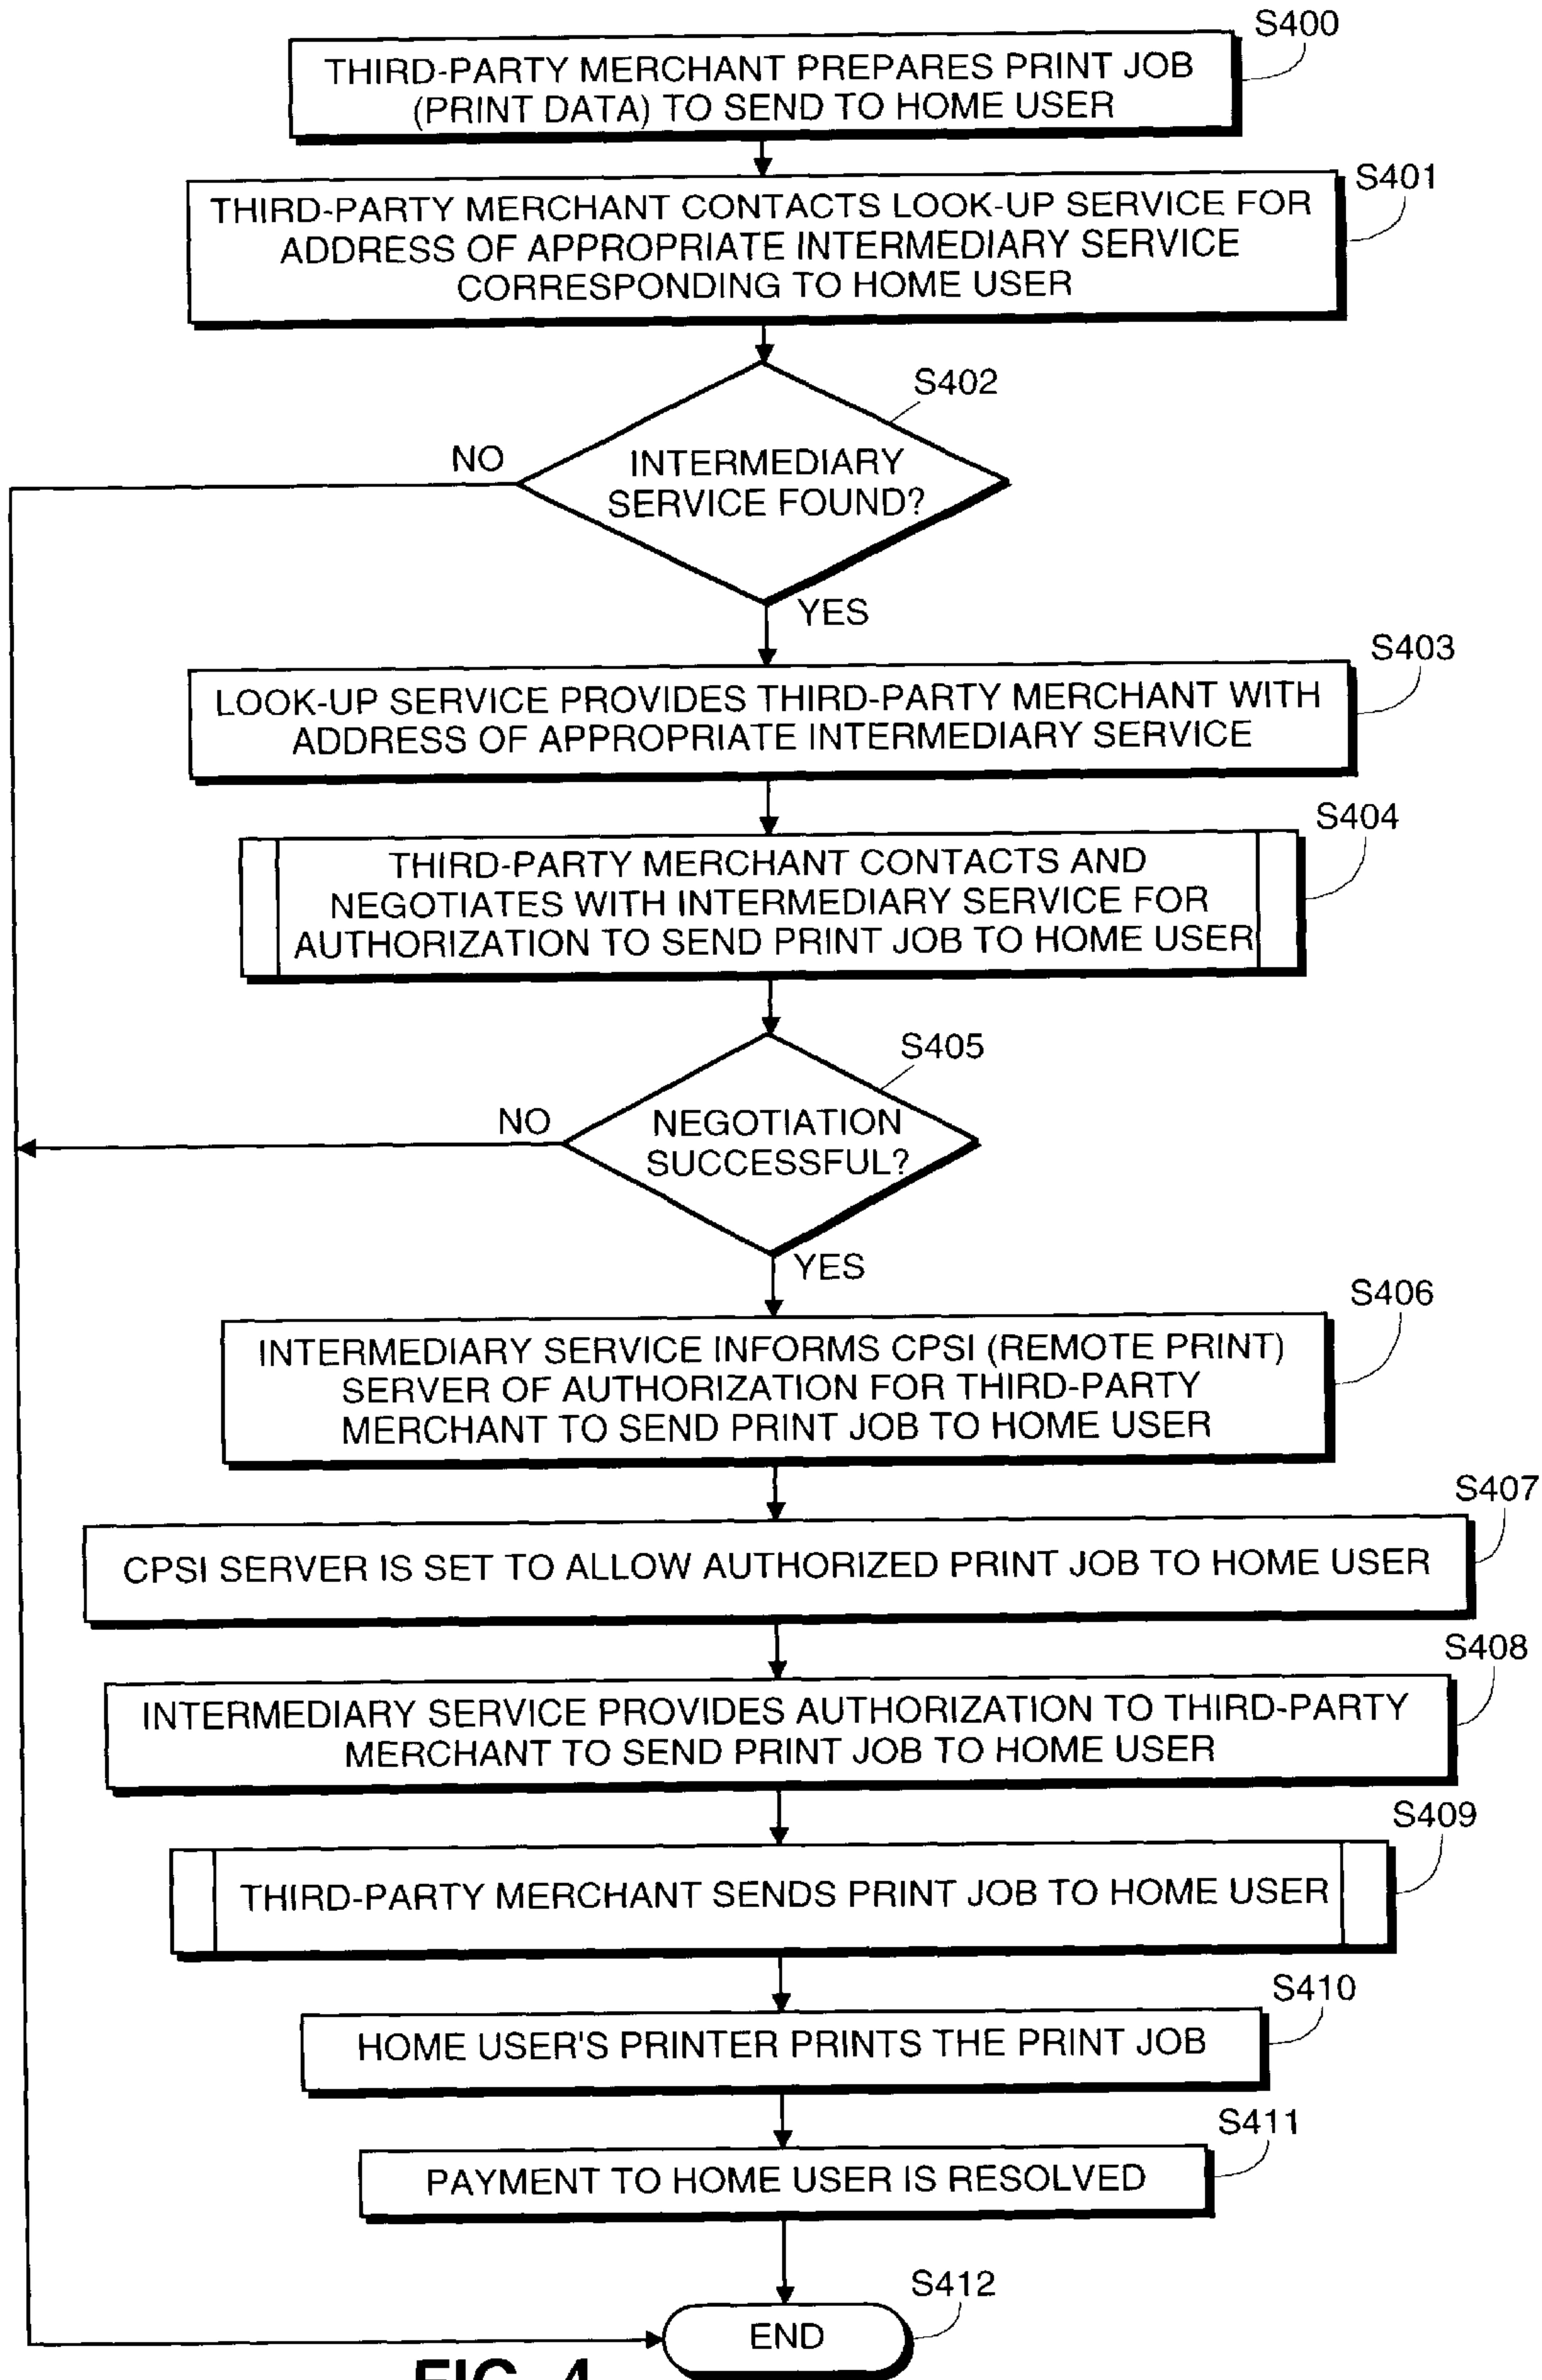 S400
THIRD-PARTY MERCHANT PREPARES PRINT JOB
(PRINT DATA) TO SEND TO HOME USER
S401
THIRD-PARTY MERCHANT CONTACTS LOOK-UP SERVICE FOR
ADDRESS OF APPROPRIATE INTERMEDIARY SERVICE
CORRESPONDING TO HOME USER
S402
NO
INTERMEDIARY
SERVICE FOUND?
YES
S403
LOOK-UP SERVICE PROVIDES THIRD-PARTY MERCHANT WITH
ADDRESS OF APPROPRIATE INTERMEDIARY SERVICE
S404
THIRD-PARTY MERCHANT CONTACTS AND
NEGOTIATES WITH INTERMEDIARY SERVICE FOR
AUTHORIZATION TO SEND PRINT JOB TO HOME USER
S405
NO
NEGOTIATION
SUCCESSFUL?
YES
S406
INTERMEDIARY SERVICE INFORMS CPSI (REMOTE PRINT)
SERVER OF AUTHORIZATION FOR THIRD-PARTY
MERCHANT TO SEND PRINT JOB TO HOME USER
S407
CPSI SERVER IS SET TO ALLOW AUTHORIZED PRINT JOB TO HOME USER
S408
INTERMEDIARY SERVICE PROVIDES AUTHORIZATION TO THIRD-PARTY
MERCHANT TO SEND PRINT JOB TO HOME USER
S409
THIRD-PARTY MERCHANT SENDS PRINT JOB TO HOME USER
S410
HOME USER'S PRINTER PRINTS THE PRINT JOB
S411
PAYMENT TO HOME USER IS RESOLVED
S412
END
FIG. 4